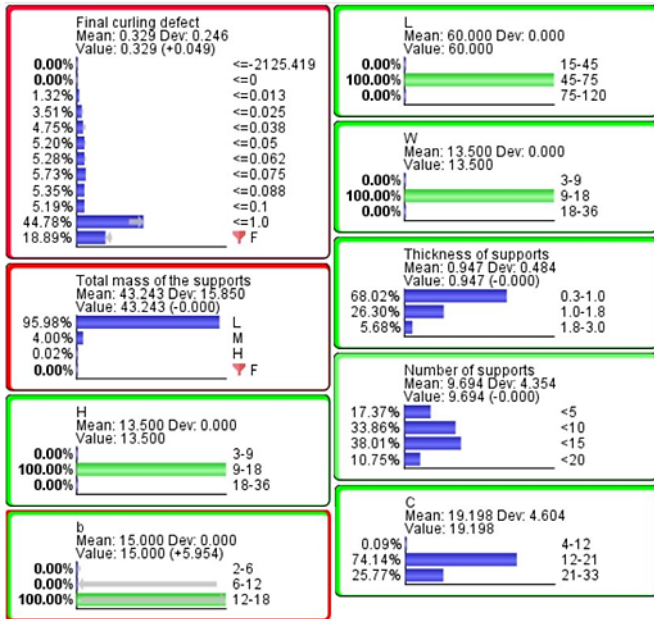 Final curling defect
Mean: 0.329 Dev: 0.246
Value: 0.329 (+0.049)
0.00% <=-2125.419
0.00% <=0
1.32% <=0.013
3.51% <=0.025
4.75% <=0.038
5.20% <=0.05
5.28% <=0.062
5.73% <=0.075
5.35% <=0.088
5.19% <=0.1
44.78% <=1.0
18.89% F
Total mass of the supports
Mean: 43.243 Dev: 15.850
Value: 43.243 (-0.000)
95.98% L
4.00% M
0.02% H
0.00% F
H
Mean: 13.500 Dev: 0.000
Value: 13.500
0.00% 3-9
100.00% 9-18
0.00% 18-36
b
Mean: 15.000 Dev: 0.000
Value: 15.000 (+5.954)
0.00% 2-6
0.00% 6-12
100.00% 12-18
L
Mean: 60.000 Dev: 0.000
Value: 60.000
0.00% 15-45
100.00% 45-75
0.00% 75-120
W
Mean: 13.500 Dev: 0.000
Value: 13.500
0.00% 3-9
100.00% 9-18
0.00% 18-36
Thickness of supports
Mean: 0.947 Dev: 0.484
Value: 0.947 (-0.000)
68.02% 0.3-1.0
26.30% 1.0-1.8
5.68% 1.8-3.0
Number of supports
Mean: 9.694 Dev: 4.354
Value: 9.694 (-0.000)
17.37% <5
33.86% <10
38.01% <15
10.75% <20
C
Mean: 19.198 Dev: 4.604
Value: 19.198
0.09% 4-12
74.14% 12-21
25.77% 21-33